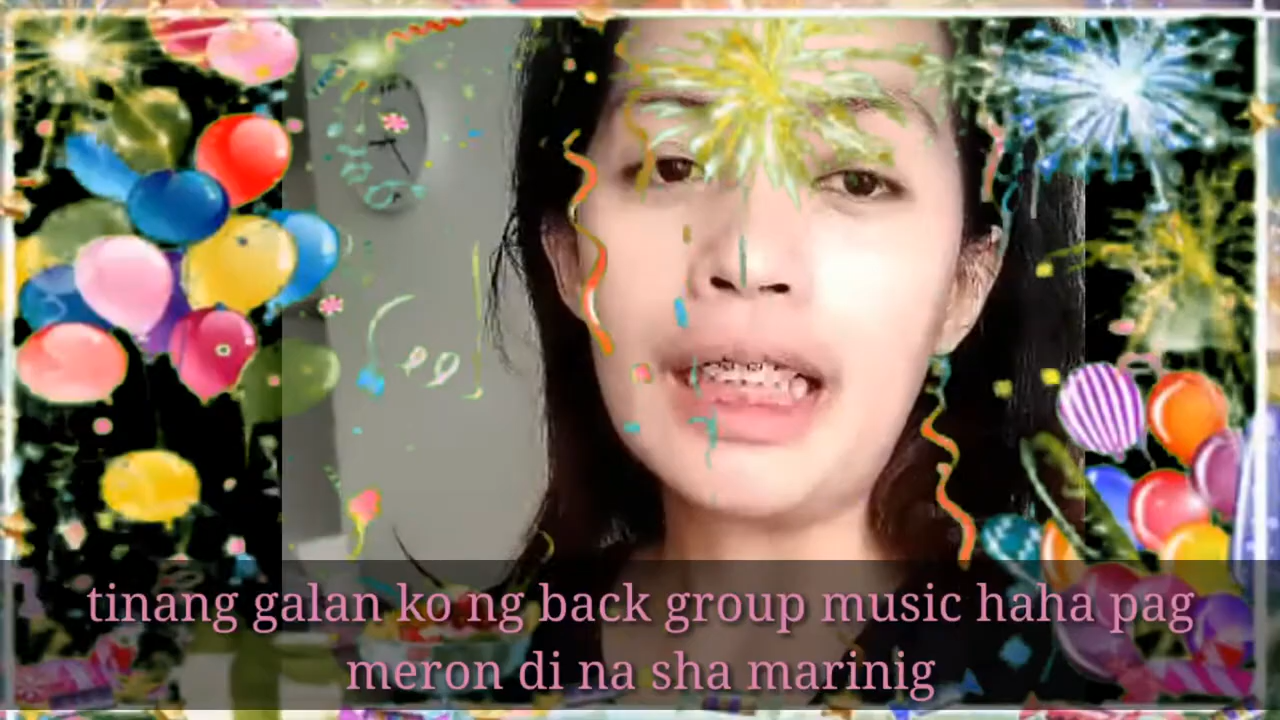 tinang galan ko ng back group music haha pag
meron di na sha marinig